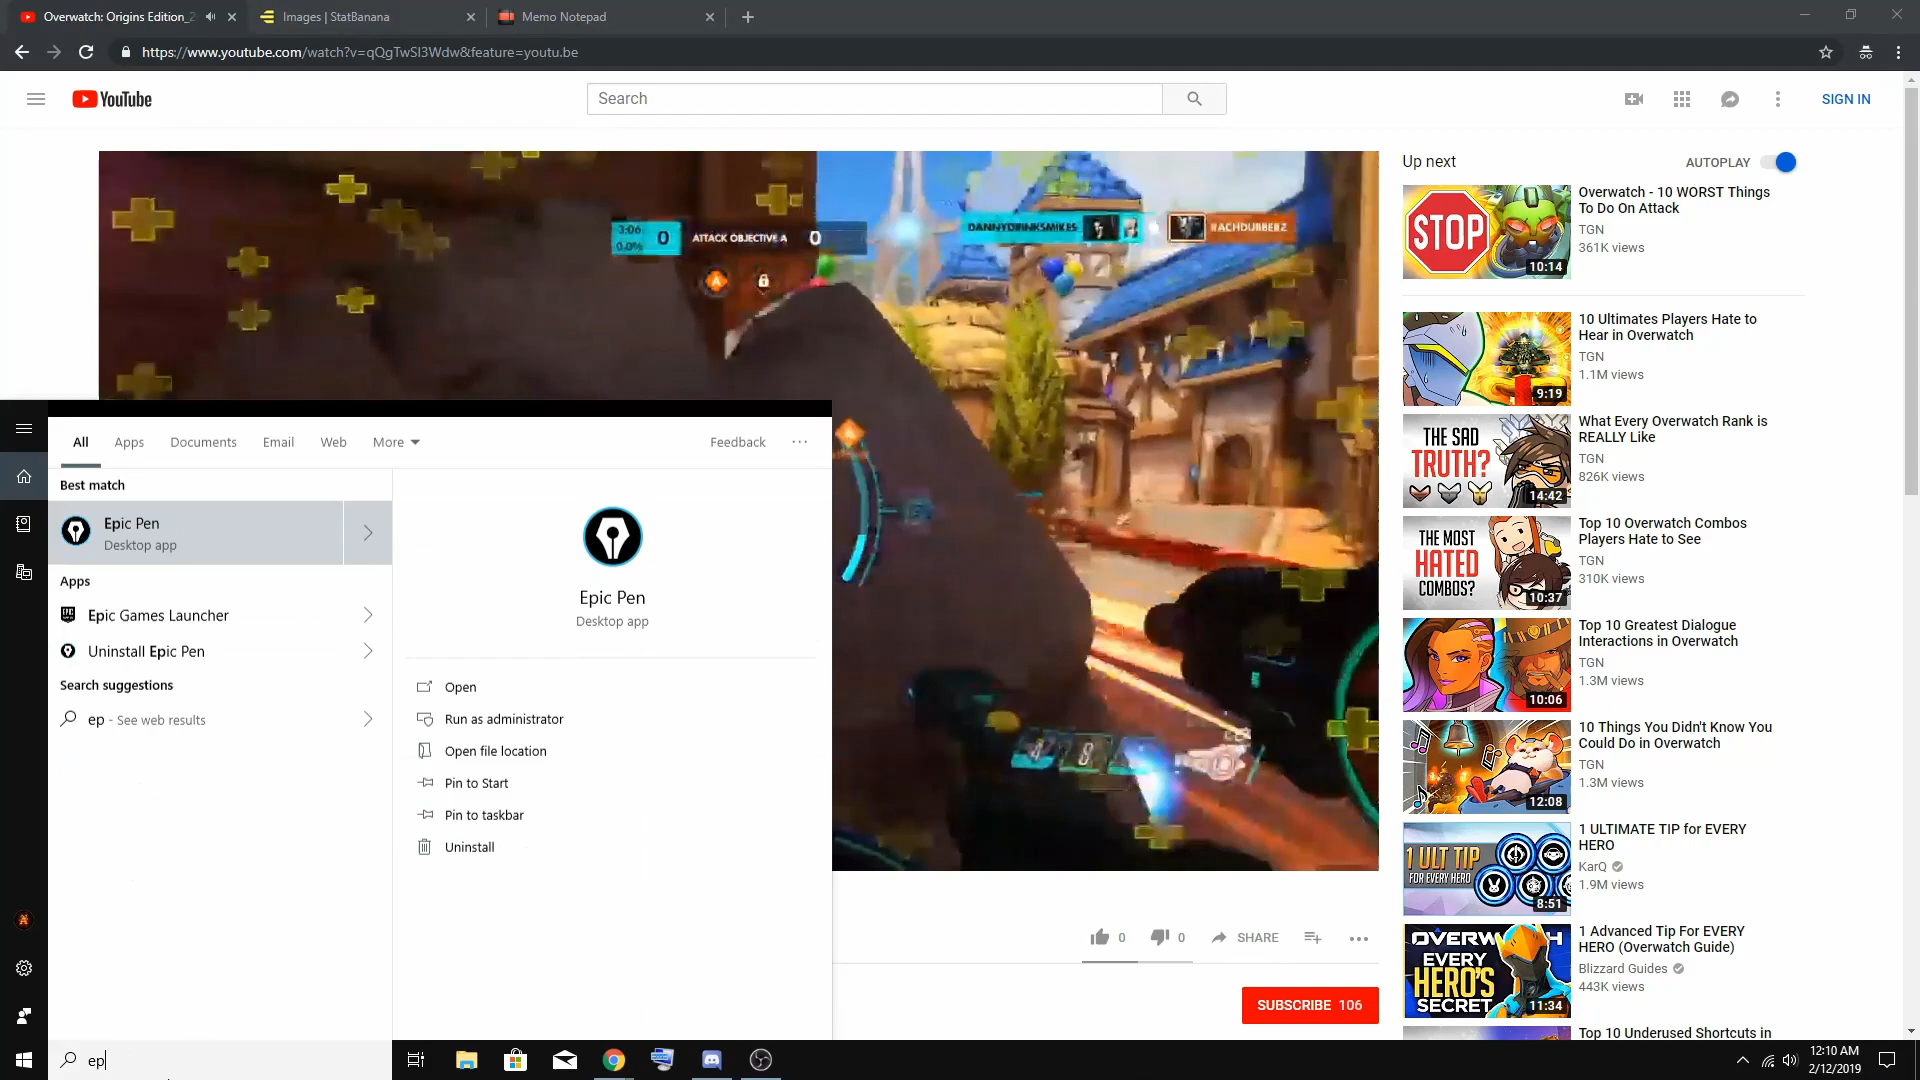 Overwatch: Origins Edition_2
Images | StatBanana
Memo Notepad
https://www.youtube.com/watch?v=qQgTwSI3Wdw&feature=youtu.be
YouTube
Search
SIGN IN
3:06
0.0%
0
ATTACK OBJECTIVE A
0
DANNYDRINKSMIKES
A
Up next
AUTOPLAY
STOP
10:14
Overwatch - 10 WORST Things
To Do On Attack
TGN
361K views
9:19
10 Ultimates Players Hate to
Hear in Overwatch
TGN
1.1M views
THE SAD
TRUTH?
14:42
What Every Overwatch Rank is
REALLY Like
TGN
826K views
THE MOST
HATED
COMBOS?
10:37
Top 10 Overwatch Combos
Players Hate to See
TGN
310K views
10:06
Top 10 Greatest Dialogue
Interactions in Overwatch
TGN
1.3M views
12:08
10 Things You Didn't Know You
Could Do in Overwatch
TGN
1.3M views
1 ULT TIP
FOR EVERY HERO
8:51
1 ULTIMATE TIP for EVERY
HERO
KarQ
1.9M views
OVERW H
EVERY
HERO'S
SECRET
11:34
1 Advanced Tip For EVERY
HERO (Overwatch Guide)
Blizzard Guides
443K views
Top 10 Underused Shortcuts in
All
Apps
Documents
Email
Web
More
Feedback
Best match
Epic Pen
Desktop app
Apps
Epic Games Launcher
Uninstall Epic Pen
Search suggestions
ep - See web results
Epic Pen
Desktop app
Open
Run as administrator
Open file location
Pin to Start
Pin to taskbar
Uninstall
0
0
SHARE
SUBSCRIBE 106
ep
12:10 AM
2/12/2019